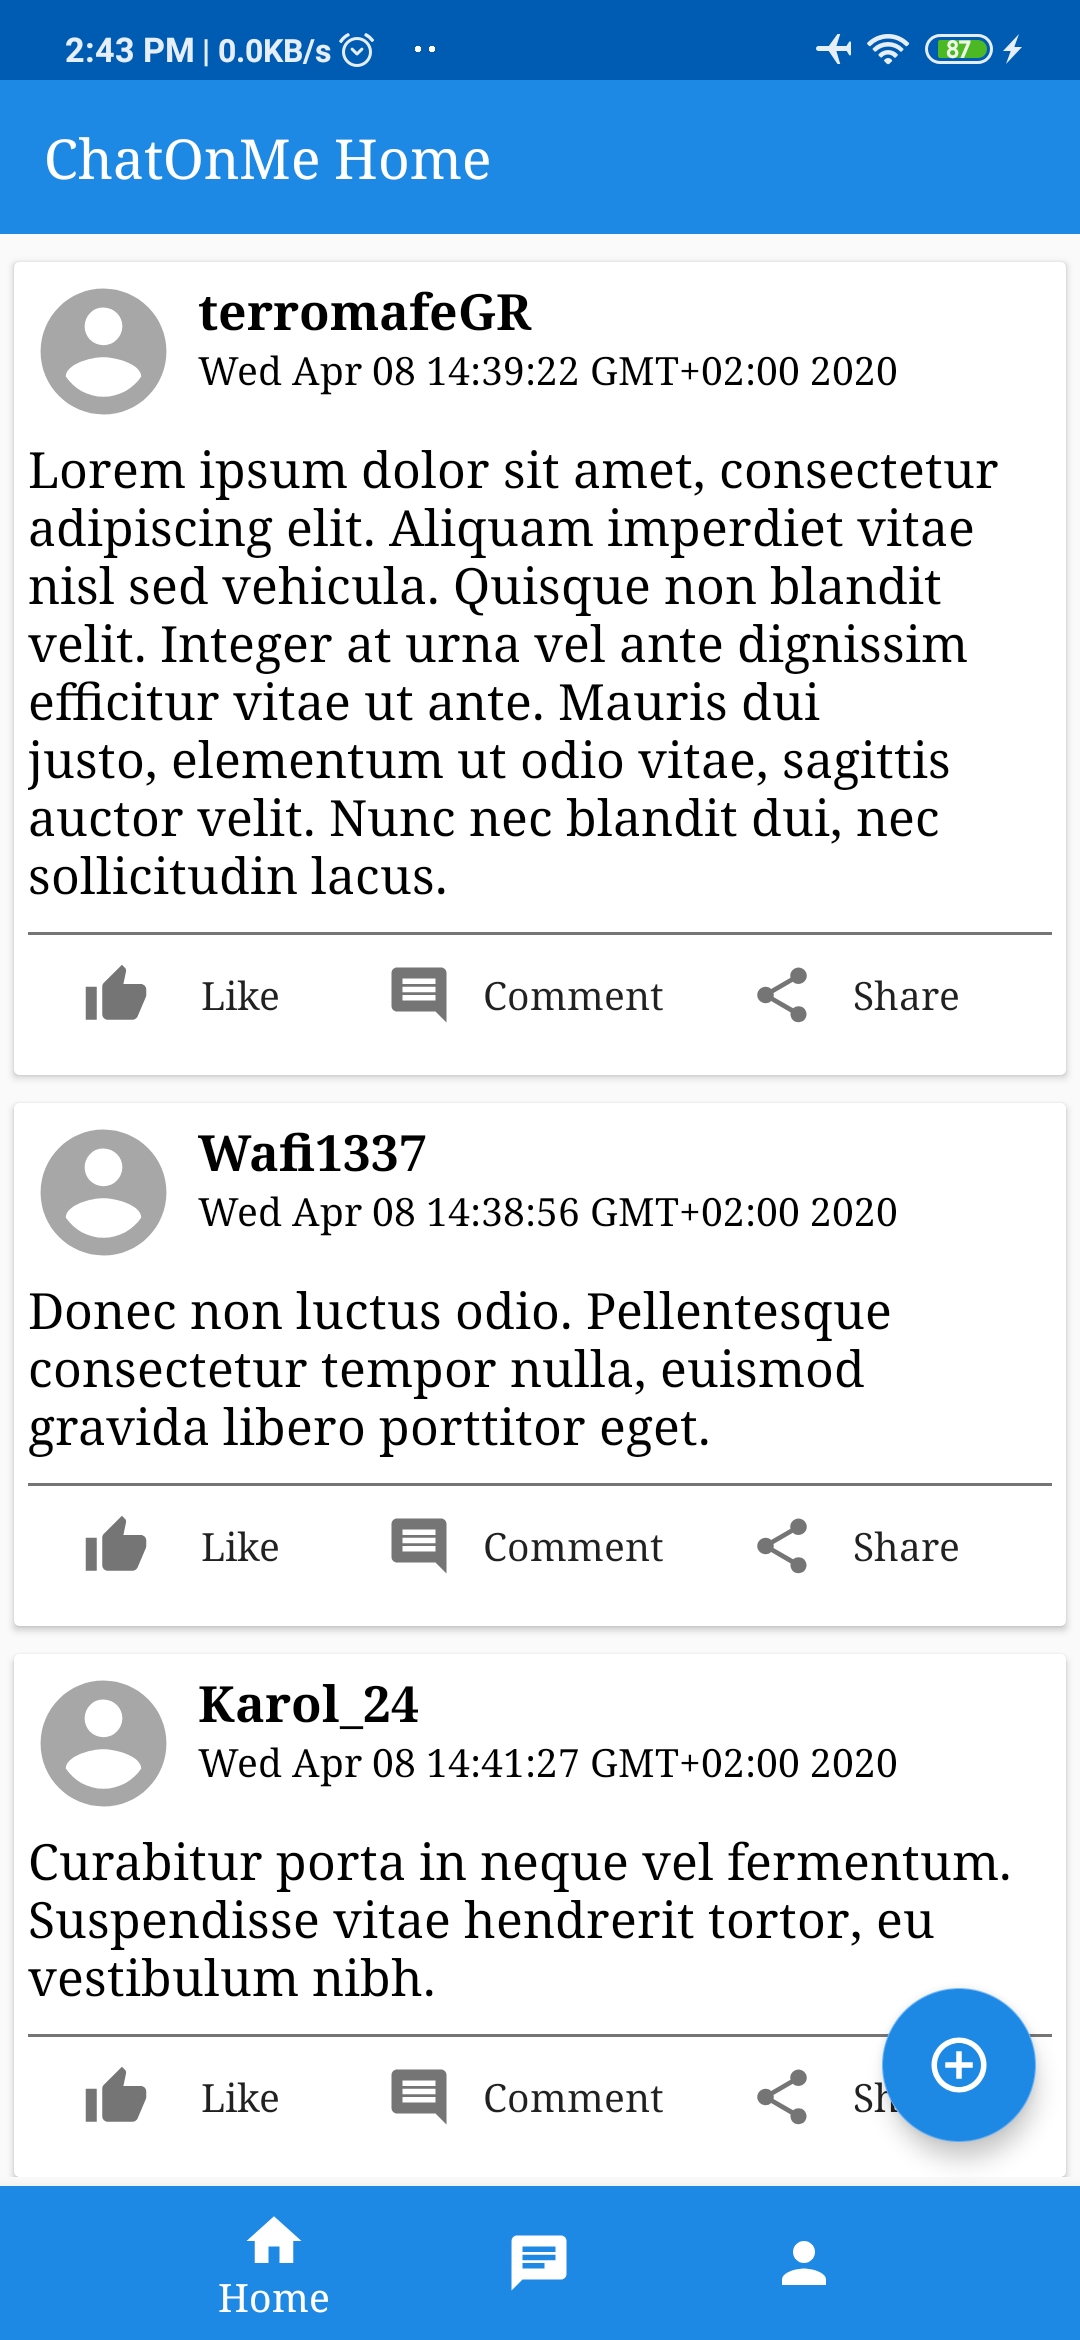 2:43 PM | 0.0KB/s
87
ChatOnMe Home
terromafeGR
Wed Apr 08 14:39:22 GMT+02:00 2020
Lorem ipsum dolor sit amet, consectetur
adipiscing elit. Aliquam imperdiet vitae
nisl sed vehicula. Quisque non blandit
velit. Integer at urna vel ante dignissim
efficitur vitae ut ante. Mauris dui
justo, elementum ut odio vitae, sagittis
auctor velit. Nunc nec blandit dui, nec
sollicitudin lacus.
Like Comment Share
Wafi1337
Wed Apr 08 14:38:56 GMT+02:00 2020
Donec non luctus odio. Pellentesque
consectetur tempor nulla, euismod
gravida libero porttitor eget.
Like Comment Share
Karol_24
Wed Apr 08 14:41:27 GMT+02:00 2020
Curabitur porta in neque vel fermentum.
Suspendisse vitae hendrerit tortor, eu
vestibulum nibh.
Like Comment
Home